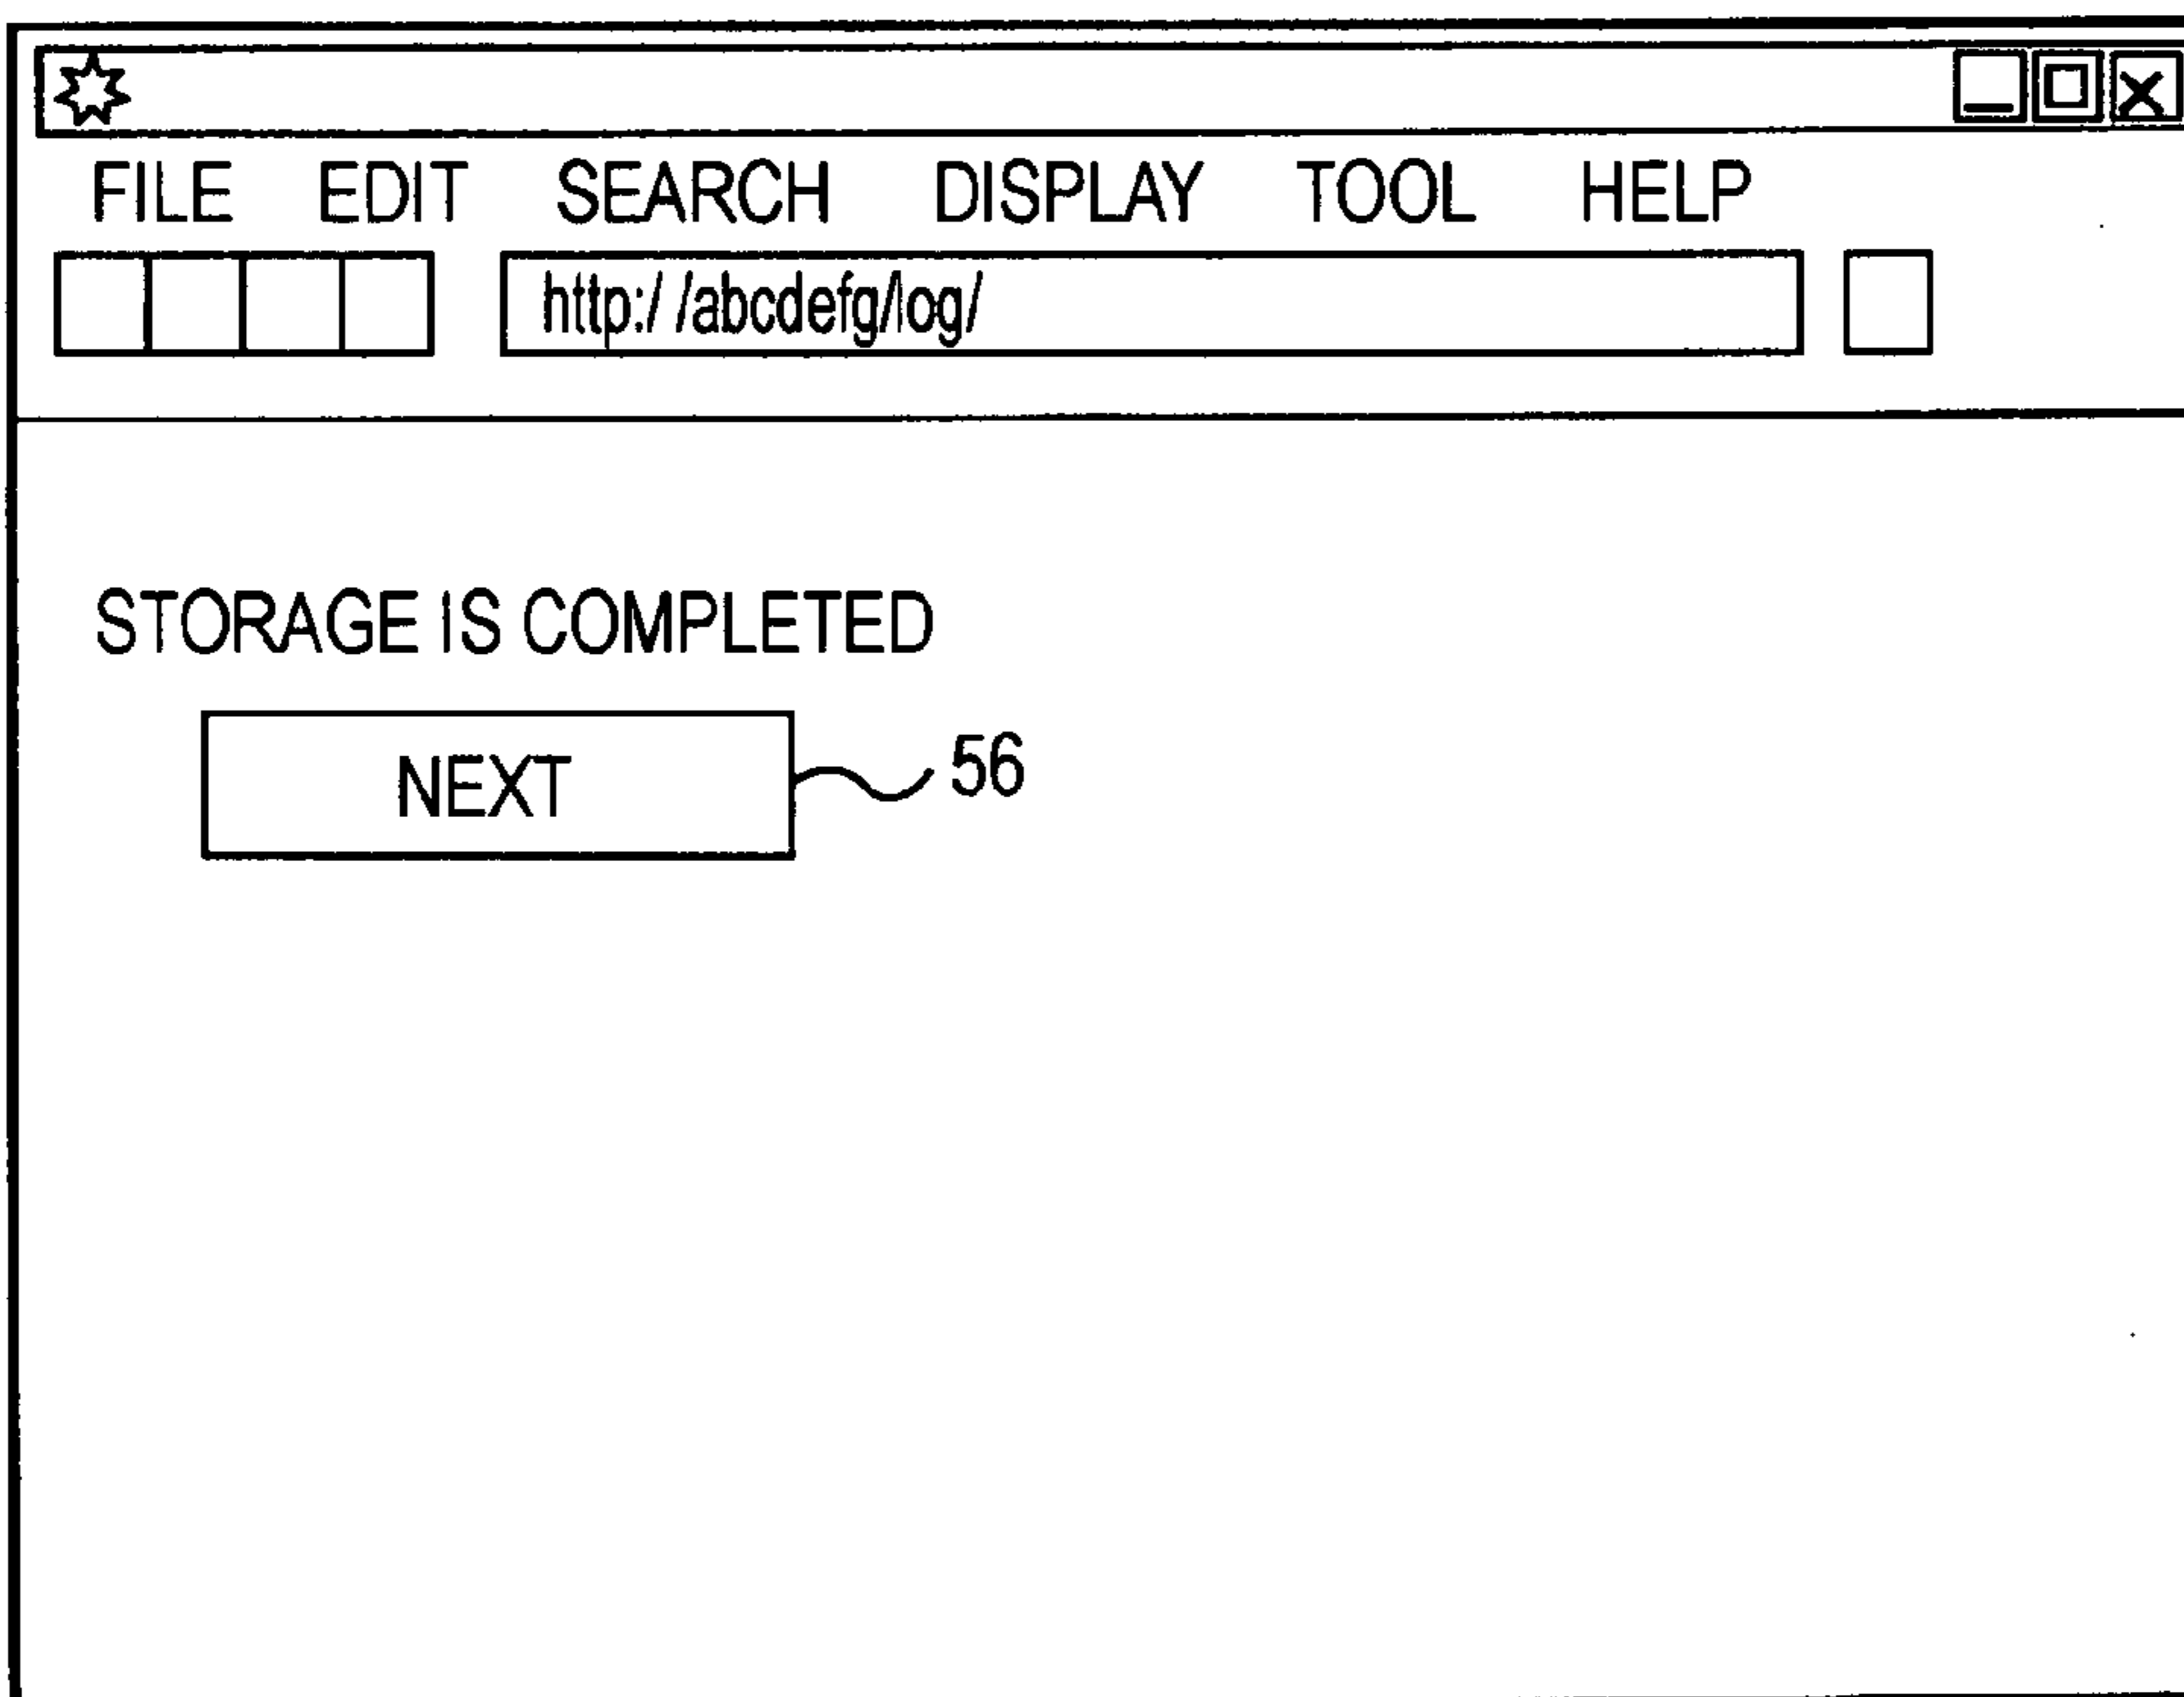 FILE EDIT SEARCH DISPLAY TOOL HELP
http://abcdefg/log/
STORAGE IS COMPLETED
NEXT 56